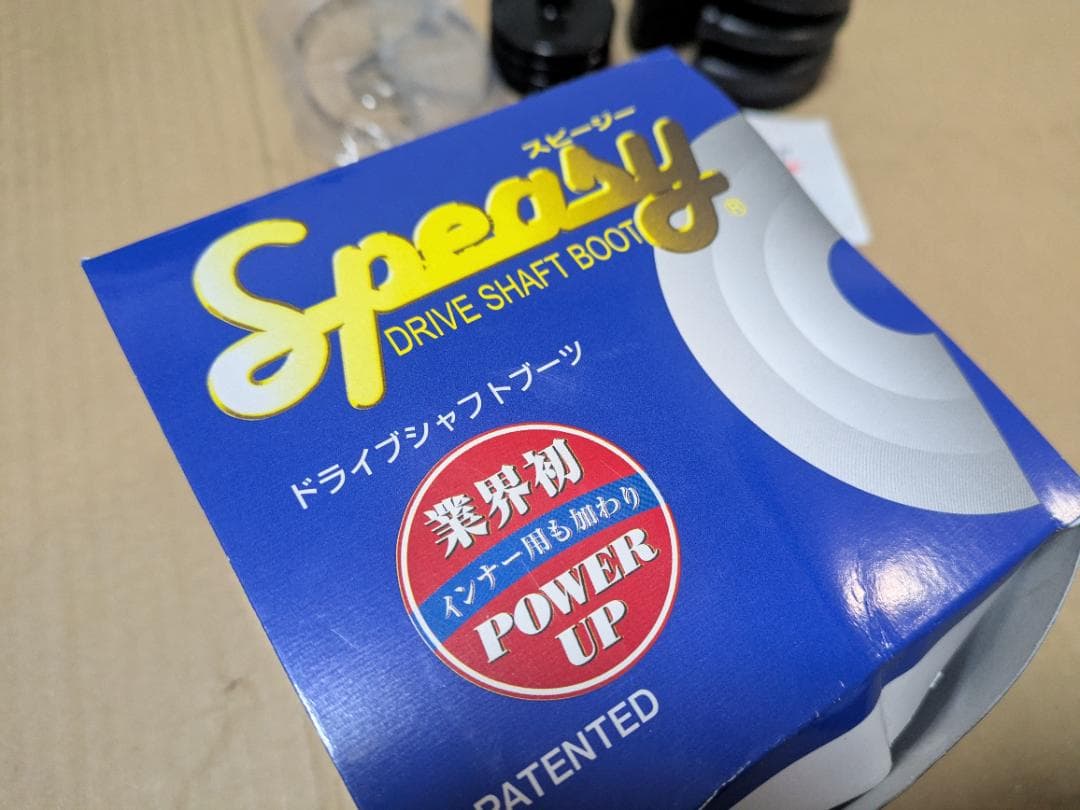 スピージー
Speasy®
DRIVE SHAFT BOOT
ドライブシャフトブーツ
業界初
インナー用も加わり
POWER
UP
PATENTED